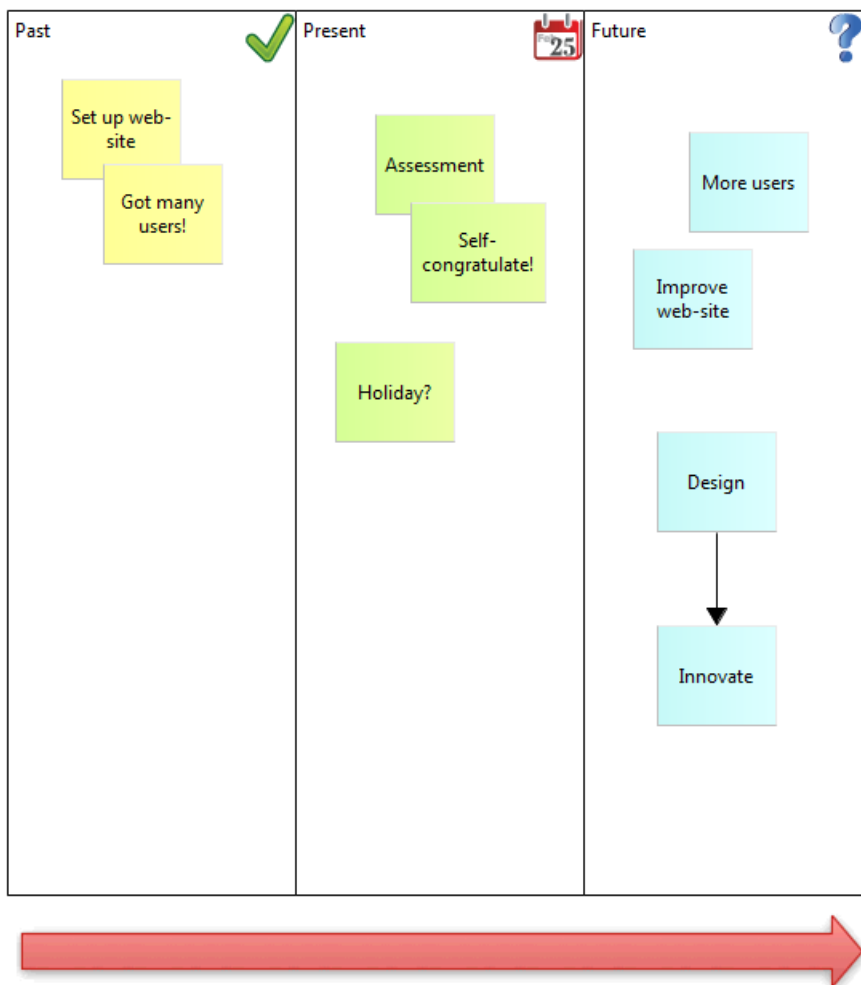 Past
Set up web-
site
Got many
users!
Present
25
Assessment
Self-
congratulate!
Holiday?
Future
More users
Improve
web-site
Design
Innovate